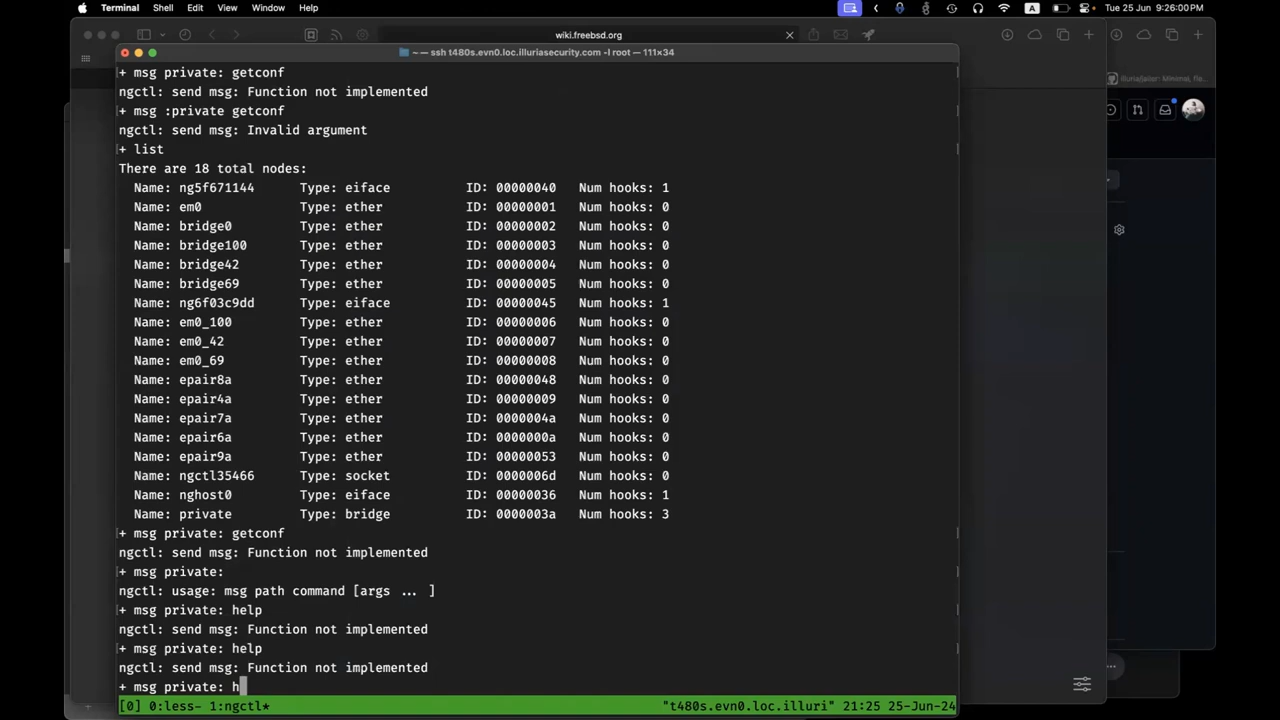 Terminal Shell Edit View Window Help A Tue 25 Jun 9:26:00 PM
wiki.freebsd.org
~ — ssh t480s.evn0.loc.illuriasecurity.com -l root — 111×34
illuria/jailer: Minimal, fle...
+ msg private: getconf
ngctl: send msg: Function not implemented
+ msg :private getconf
ngctl: send msg: Invalid argument
+ list
There are 18 total nodes:
Name: ng5f671144 Type: eiface ID: 00000040 Num hooks: 1
Name: em0 Type: ether ID: 00000001 Num hooks: 0
Name: bridge0 Type: ether ID: 00000002 Num hooks: 0
Name: bridge100 Type: ether ID: 00000003 Num hooks: 0
Name: bridge42 Type: ether ID: 00000004 Num hooks: 0
Name: bridge69 Type: ether ID: 00000005 Num hooks: 0
Name: ng6f03c9dd Type: eiface ID: 00000045 Num hooks: 1
Name: em0_100 Type: ether ID: 00000006 Num hooks: 0
Name: em0_42 Type: ether ID: 00000007 Num hooks: 0
Name: em0_69 Type: ether ID: 00000008 Num hooks: 0
Name: epair8a Type: ether ID: 00000048 Num hooks: 0
Name: epair4a Type: ether ID: 00000009 Num hooks: 0
Name: epair7a Type: ether ID: 0000004a Num hooks: 0
Name: epair6a Type: ether ID: 0000000a Num hooks: 0
Name: epair9a Type: ether ID: 00000053 Num hooks: 0
Name: ngctl35466 Type: socket ID: 0000006d Num hooks: 0
Name: nghost0 Type: eiface ID: 00000036 Num hooks: 1
Name: private Type: bridge ID: 0000003a Num hooks: 3
+ msg private: getconf
ngctl: send msg: Function not implemented
+ msg private:
ngctl: usage: msg path command [args ... ]
+ msg private: help
ngctl: send msg: Function not implemented
+ msg private: help
ngctl: send msg: Function not implemented
+ msg private: h
[0] 0:less- 1:ngctl* "t480s.evn0.loc.illuri" 21:25 25-Jun-24